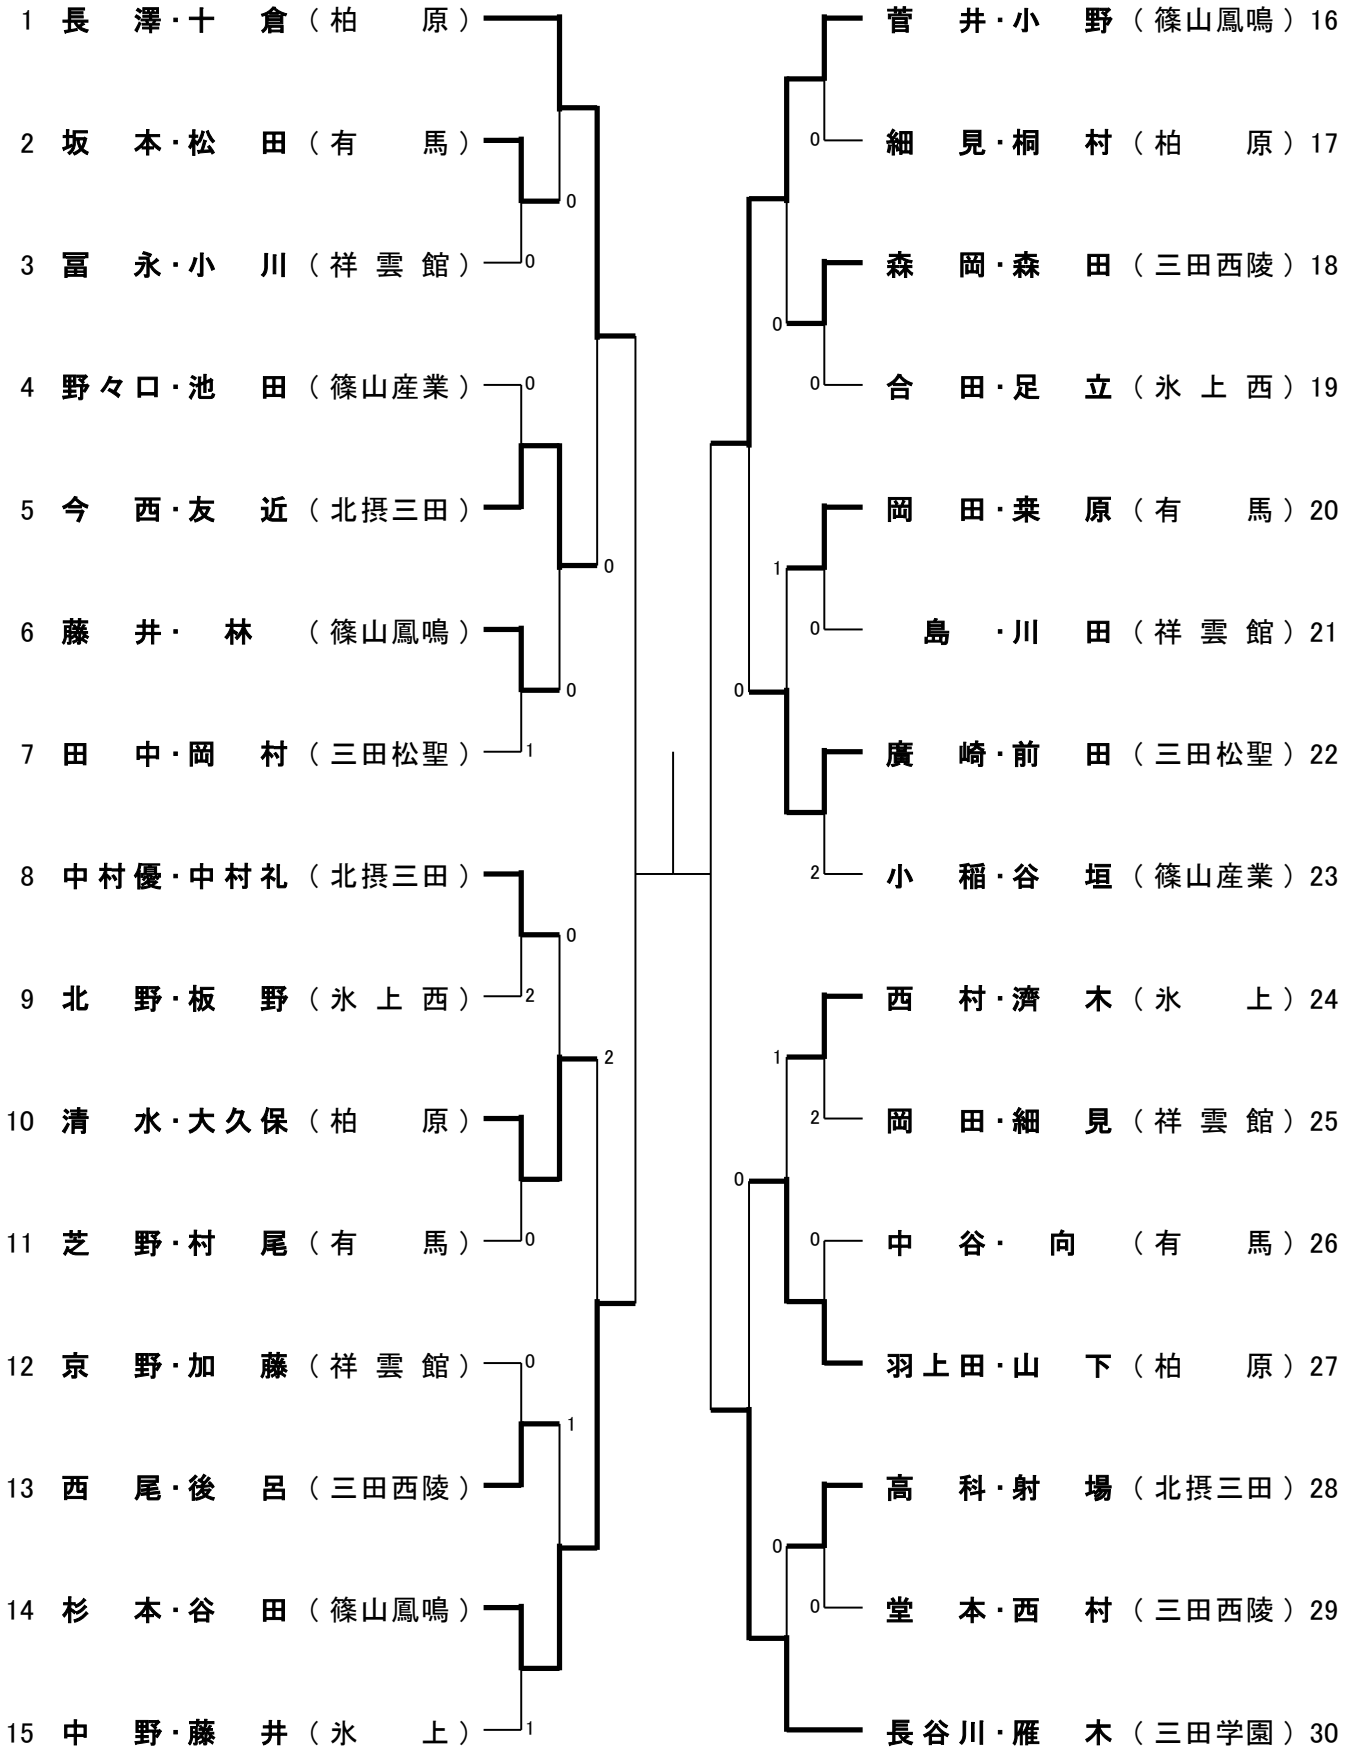 1 長澤・十倉（柏原）
2 坂本・松田（有馬）
0
3 冨永・小川（祥雲館）0
4 野々口・池田（篠山産業）0
5 今西・友近（北摂三田）
0
6 藤井・林（篠山鳳鳴）
0
7 田中・岡村（三田松聖）1
8 中村優・中村礼（北摂三田）
0
9 北野・板野（氷上西）2
2
10 清水・大久保（柏原）
11 芝野・村尾（有馬）0
12 京野・加藤（祥雲館）0
1
13 西尾・後呂（三田西陵）
14 杉本・谷田（篠山鳳鳴）
15 中野・藤井（氷上）1
菅井・小野（篠山鳳鳴）16
0 細見・桐村（柏原）17
森岡・森田（三田西陵）18
0
0 合田・足立（氷上西）19
岡田・桒原（有馬）20
1
0 島・川田（祥雲館）21
0
廣崎・前田（三田松聖）22
2 小稲・谷垣（篠山産業）23
西村・濟木（氷上）24
1
2 岡田・細見（祥雲館）25
0
0 中谷・向（有馬）26
羽上田・山下（柏原）27
高科・射場（北摂三田）28
0
0 堂本・西村（三田西陵）29
長谷川・雁木（三田学園）30